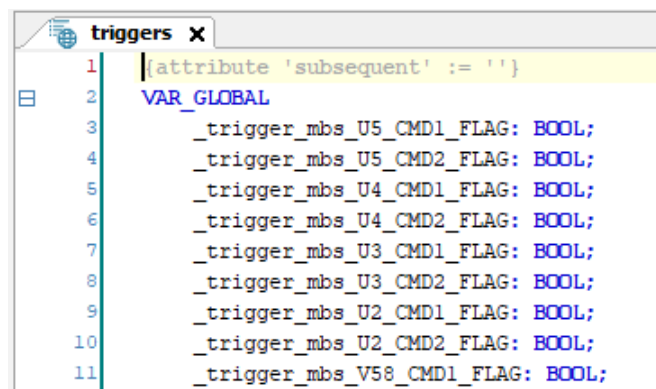 triggers X
1 {attribute 'subsequent' := ''}
2 VAR_GLOBAL
3 _trigger_mbs_U5_CMD1_FLAG: BOOL;
4 _trigger_mbs_U5_CMD2_FLAG: BOOL;
5 _trigger_mbs_U4_CMD1_FLAG: BOOL;
6 _trigger_mbs_U4_CMD2_FLAG: BOOL;
7 _trigger_mbs_U3_CMD1_FLAG: BOOL;
8 _trigger_mbs_U3_CMD2_FLAG: BOOL;
9 _trigger_mbs_U2_CMD1_FLAG: BOOL;
10 _trigger_mbs_U2_CMD2_FLAG: BOOL;
11 _trigger_mbs_V58_CMD1_FLAG: BOOL;